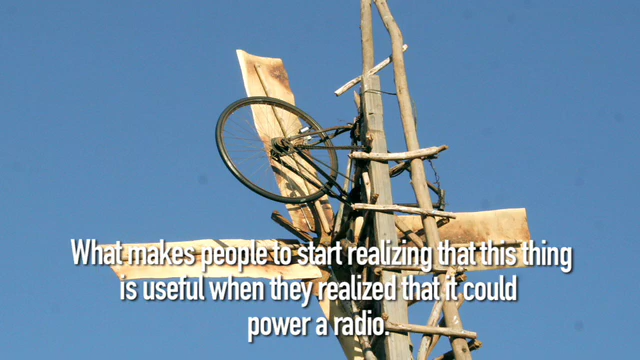 What makes people to start realizing that this thing
is useful when they realized that it could
power a radio.